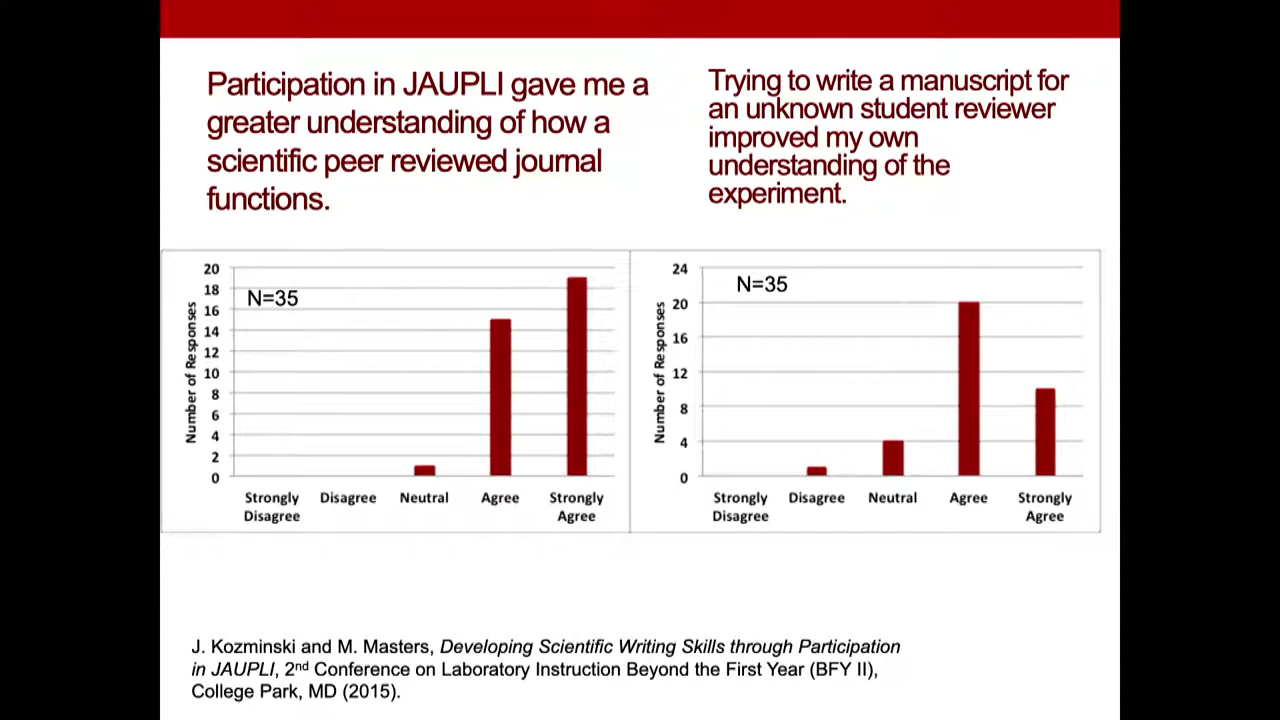 Participation in JAUPLI gave me a
greater understanding of how a
scientific peer reviewed journal
functions.
Trying to write a manuscript for
an unknown student reviewer
improved my own
understanding of the
experiment.
Number of Responses
20
18
16
14
12
10
8
6
4
2
0
N=35
Strongly Disagree
Disagree
Neutral
Agree
Strongly Agree
Number of Responses
24
20
16
12
8
4
0
N=35
Strongly Disagree
Disagree
Neutral
Agree
Strongly Agree
J. Kozminski and M. Masters, Developing Scientific Writing Skills through Participation
in JAUPLI, 2nd Conference on Laboratory Instruction Beyond the First Year (BFY II),
College Park, MD (2015).